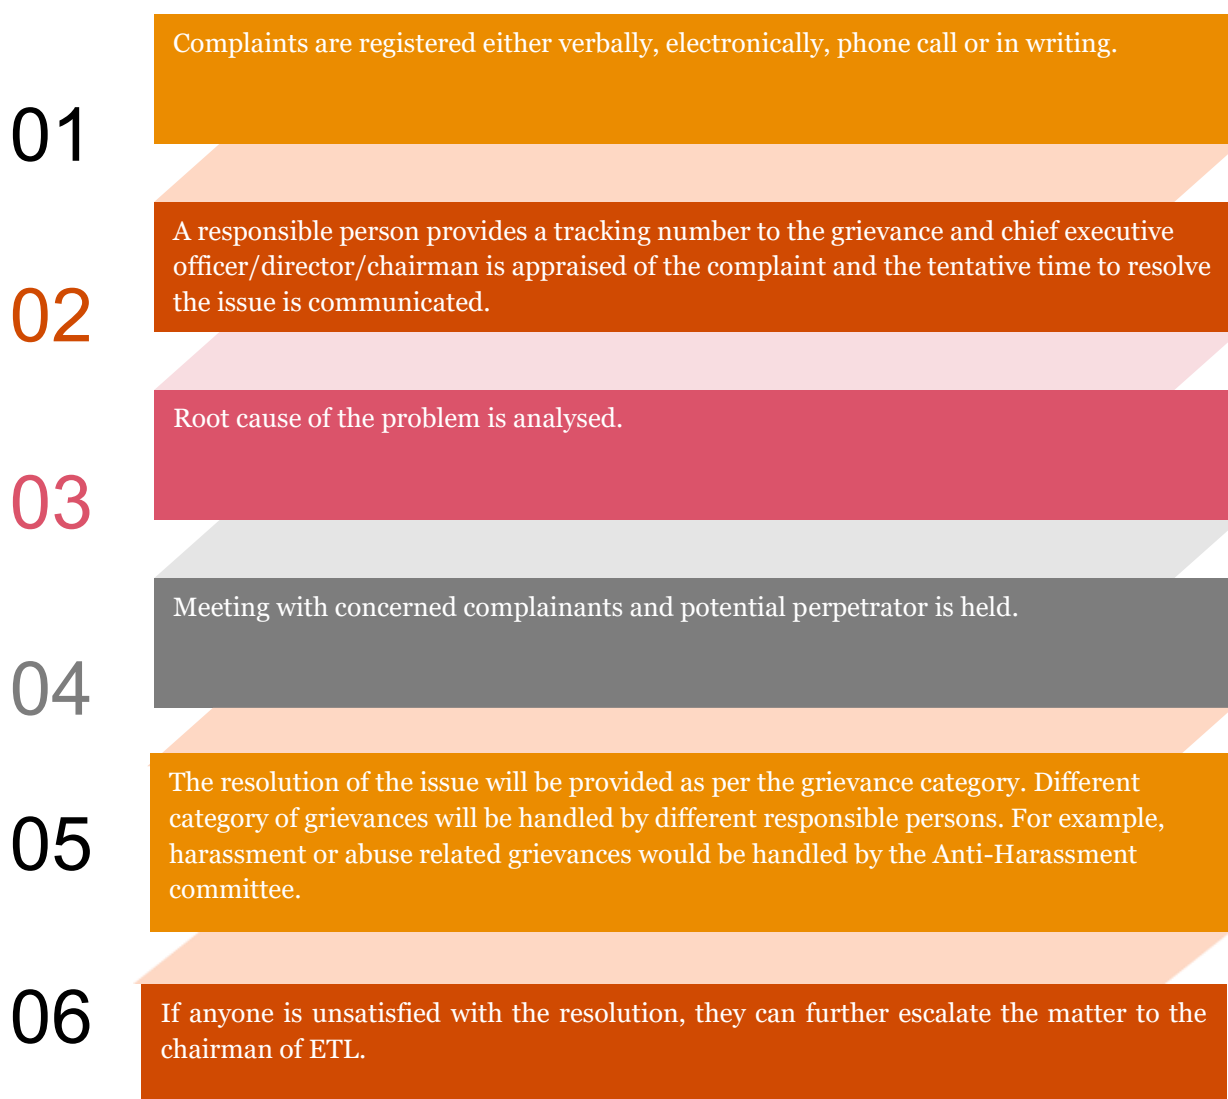 01
Complaints are registered either verbally, electronically, phone call or in writing.
02
A responsible person provides a tracking number to the grievance and chief executive
officer/director/chairman is appraised of the complaint and the tentative time to resolve
the issue is communicated.
03
Root cause of the problem is analysed.
04
Meeting with concerned complainants and potential perpetrator is held.
05
The resolution of the issue will be provided as per the grievance category. Different
category of grievances will be handled by different responsible persons. For example,
harassment or abuse related grievances would be handled by the Anti-Harassment
committee.
06
If anyone is unsatisfied with the resolution, they can further escalate the matter to the
chairman of ETL.